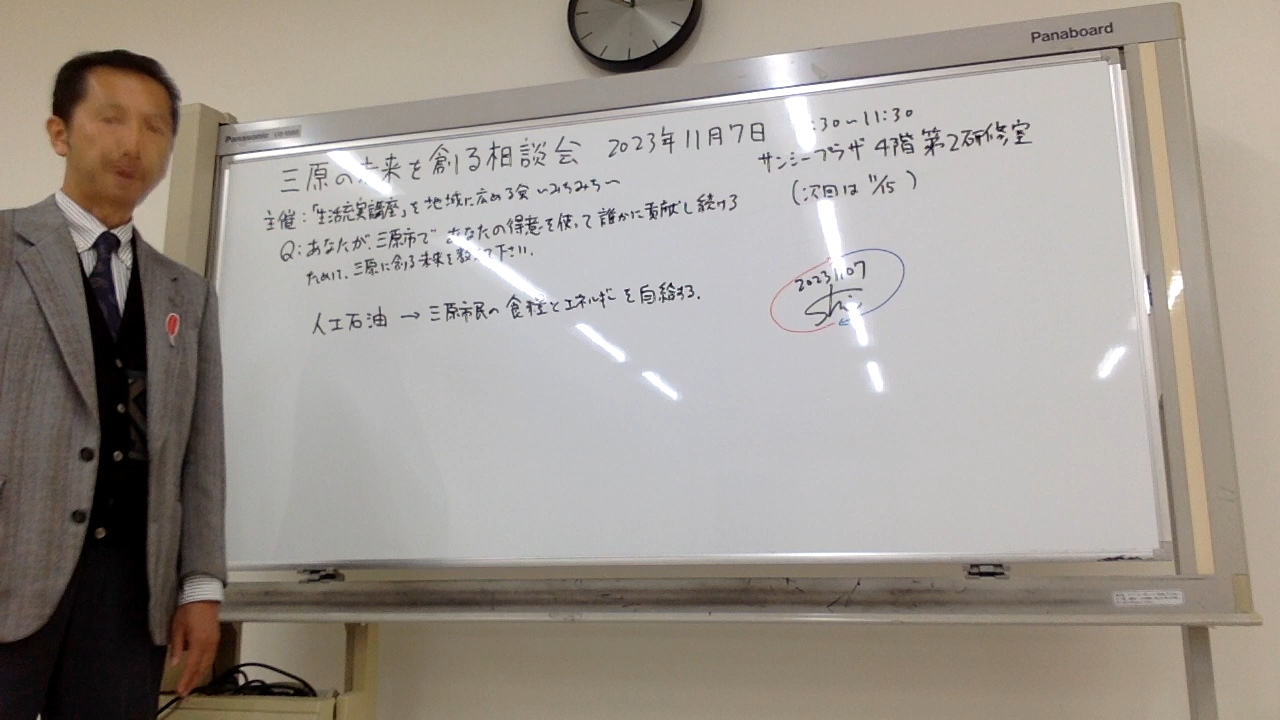 Panaboard
Panasonic
三原の未来を創る相談会 2023年11月7日 :30〜11:30
サンシープラザ 4階 第2研修室
(次回は 11/15)
主催:「生活充実講座」を地域に広める会 〜みちみち〜
Q:あなたが、三原市で あなたの得意を使って 誰かに貢献し続ける
ために、三原に創る未来を教えて下さい.
人工石油 → 三原市民の食糧とエネルギーを自給する.
20231107